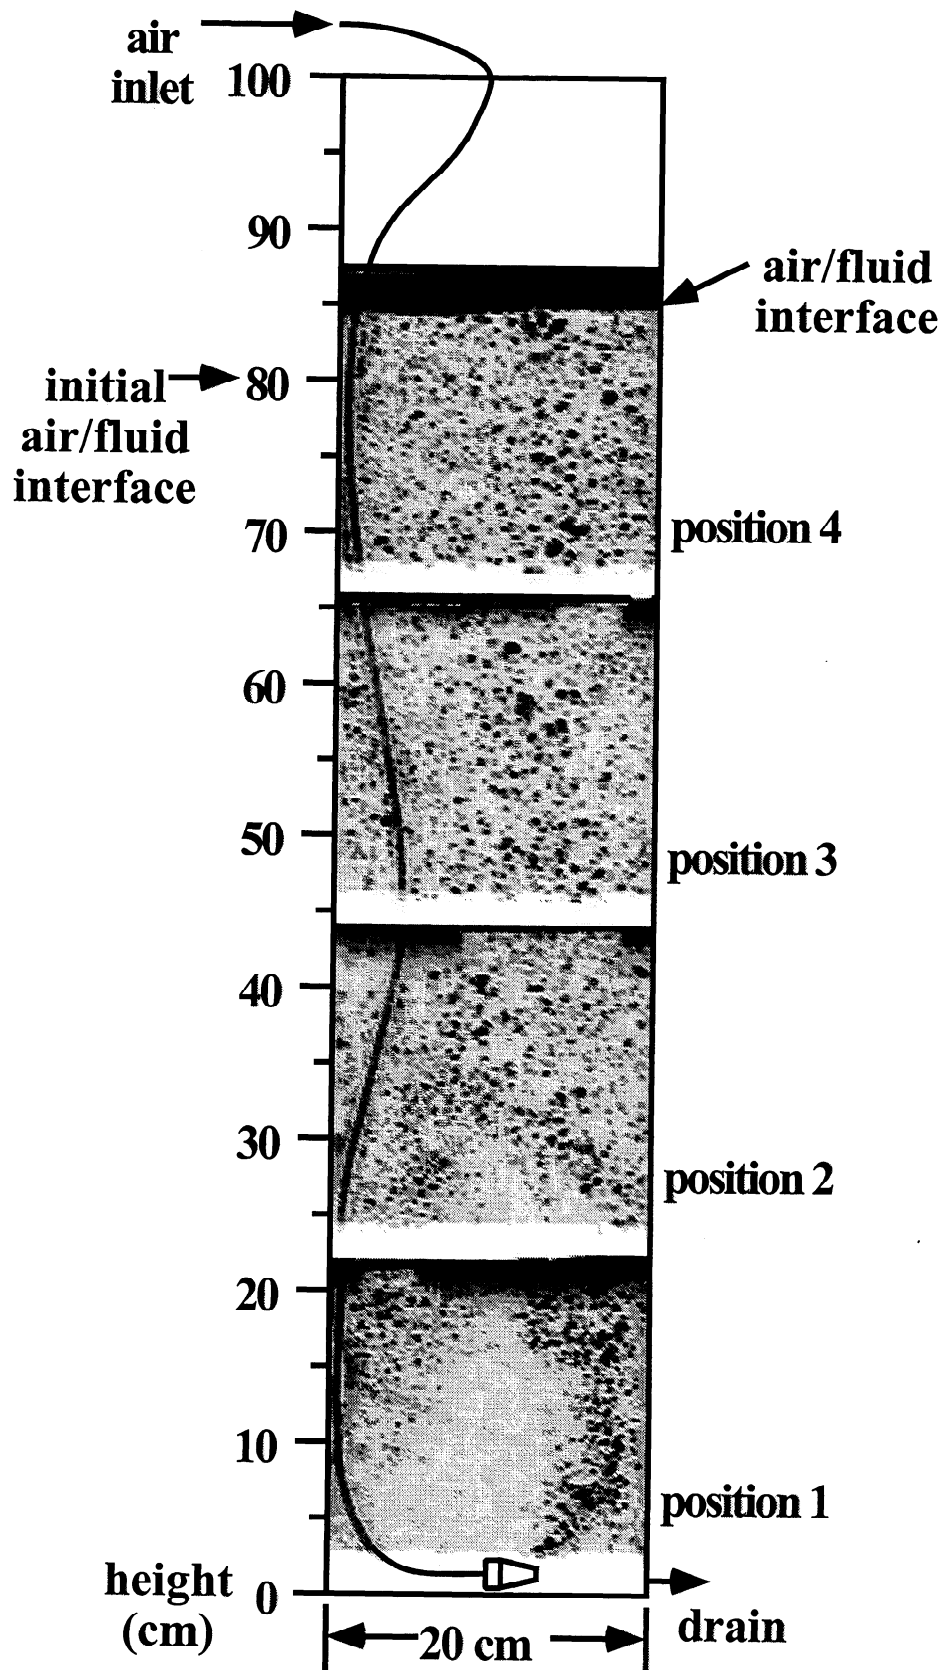 air
inlet
100
90
air/fluid
interface
initial
air/fluid
interface
80
70
position 4
60
50
position 3
40
30
position 2
20
10
position 1
height
(cm)
0
drain
20 cm